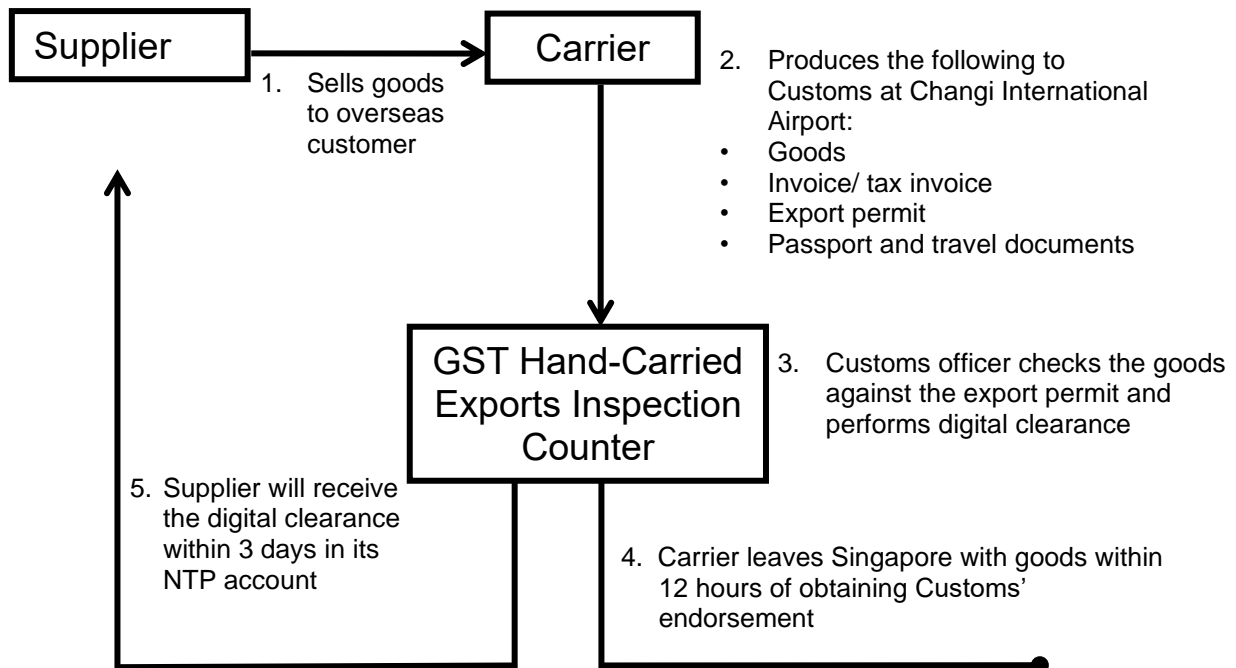 Supplier
Carrier
1. Sells goods
to overseas
customer
2. Produces the following to
Customs at Changi International
Airport:
• Goods
• Invoice/ tax invoice
• Export permit
• Passport and travel documents
GST Hand-Carried
Exports Inspection
Counter
3. Customs officer checks the goods
against the export permit and
performs digital clearance
5. Supplier will receive
the digital clearance
within 3 days in its
NTP account
4. Carrier leaves Singapore with goods within
12 hours of obtaining Customs’
endorsement